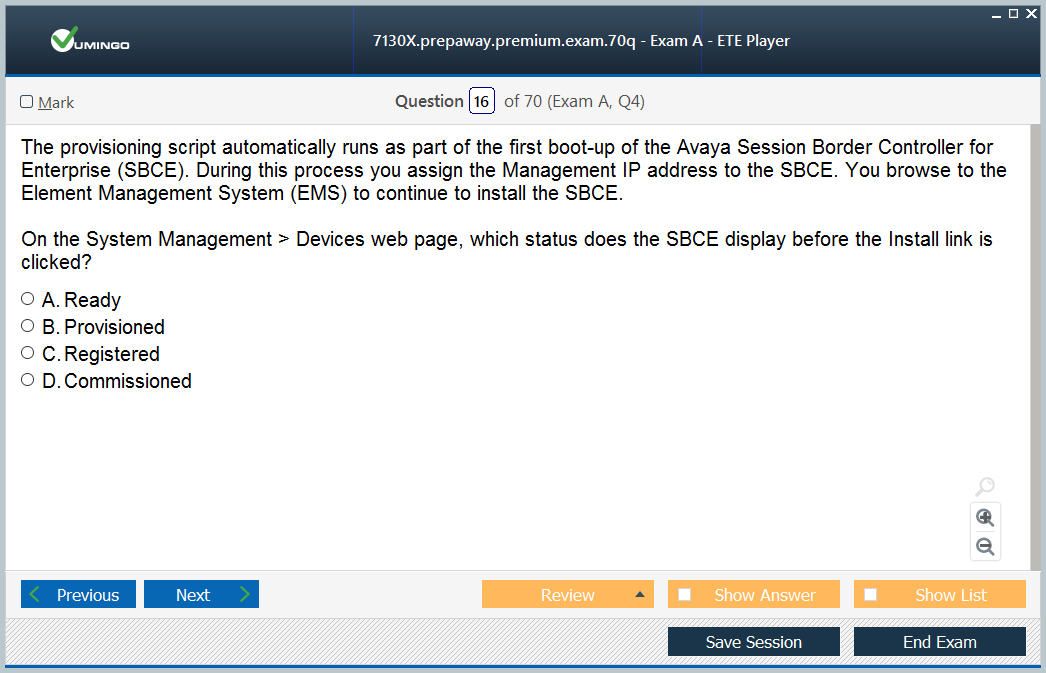 VUMINGO
7130X.prepaway.premium.exam.70q - Exam A - ETE Player
Mark
Question 16 of 70 (Exam A, Q4)
The provisioning script automatically runs as part of the first boot-up of the Avaya Session Border Controller for
Enterprise (SBCE). During this process you assign the Management IP address to the SBCE. You browse to the
Element Management System (EMS) to continue to install the SBCE.
On the System Management > Devices web page, which status does the SBCE display before the Install link is
clicked?
A. Ready
B. Provisioned
C. Registered
D. Commissioned
Previous
Next
Review
Show Answer
Show List
Save Session
End Exam